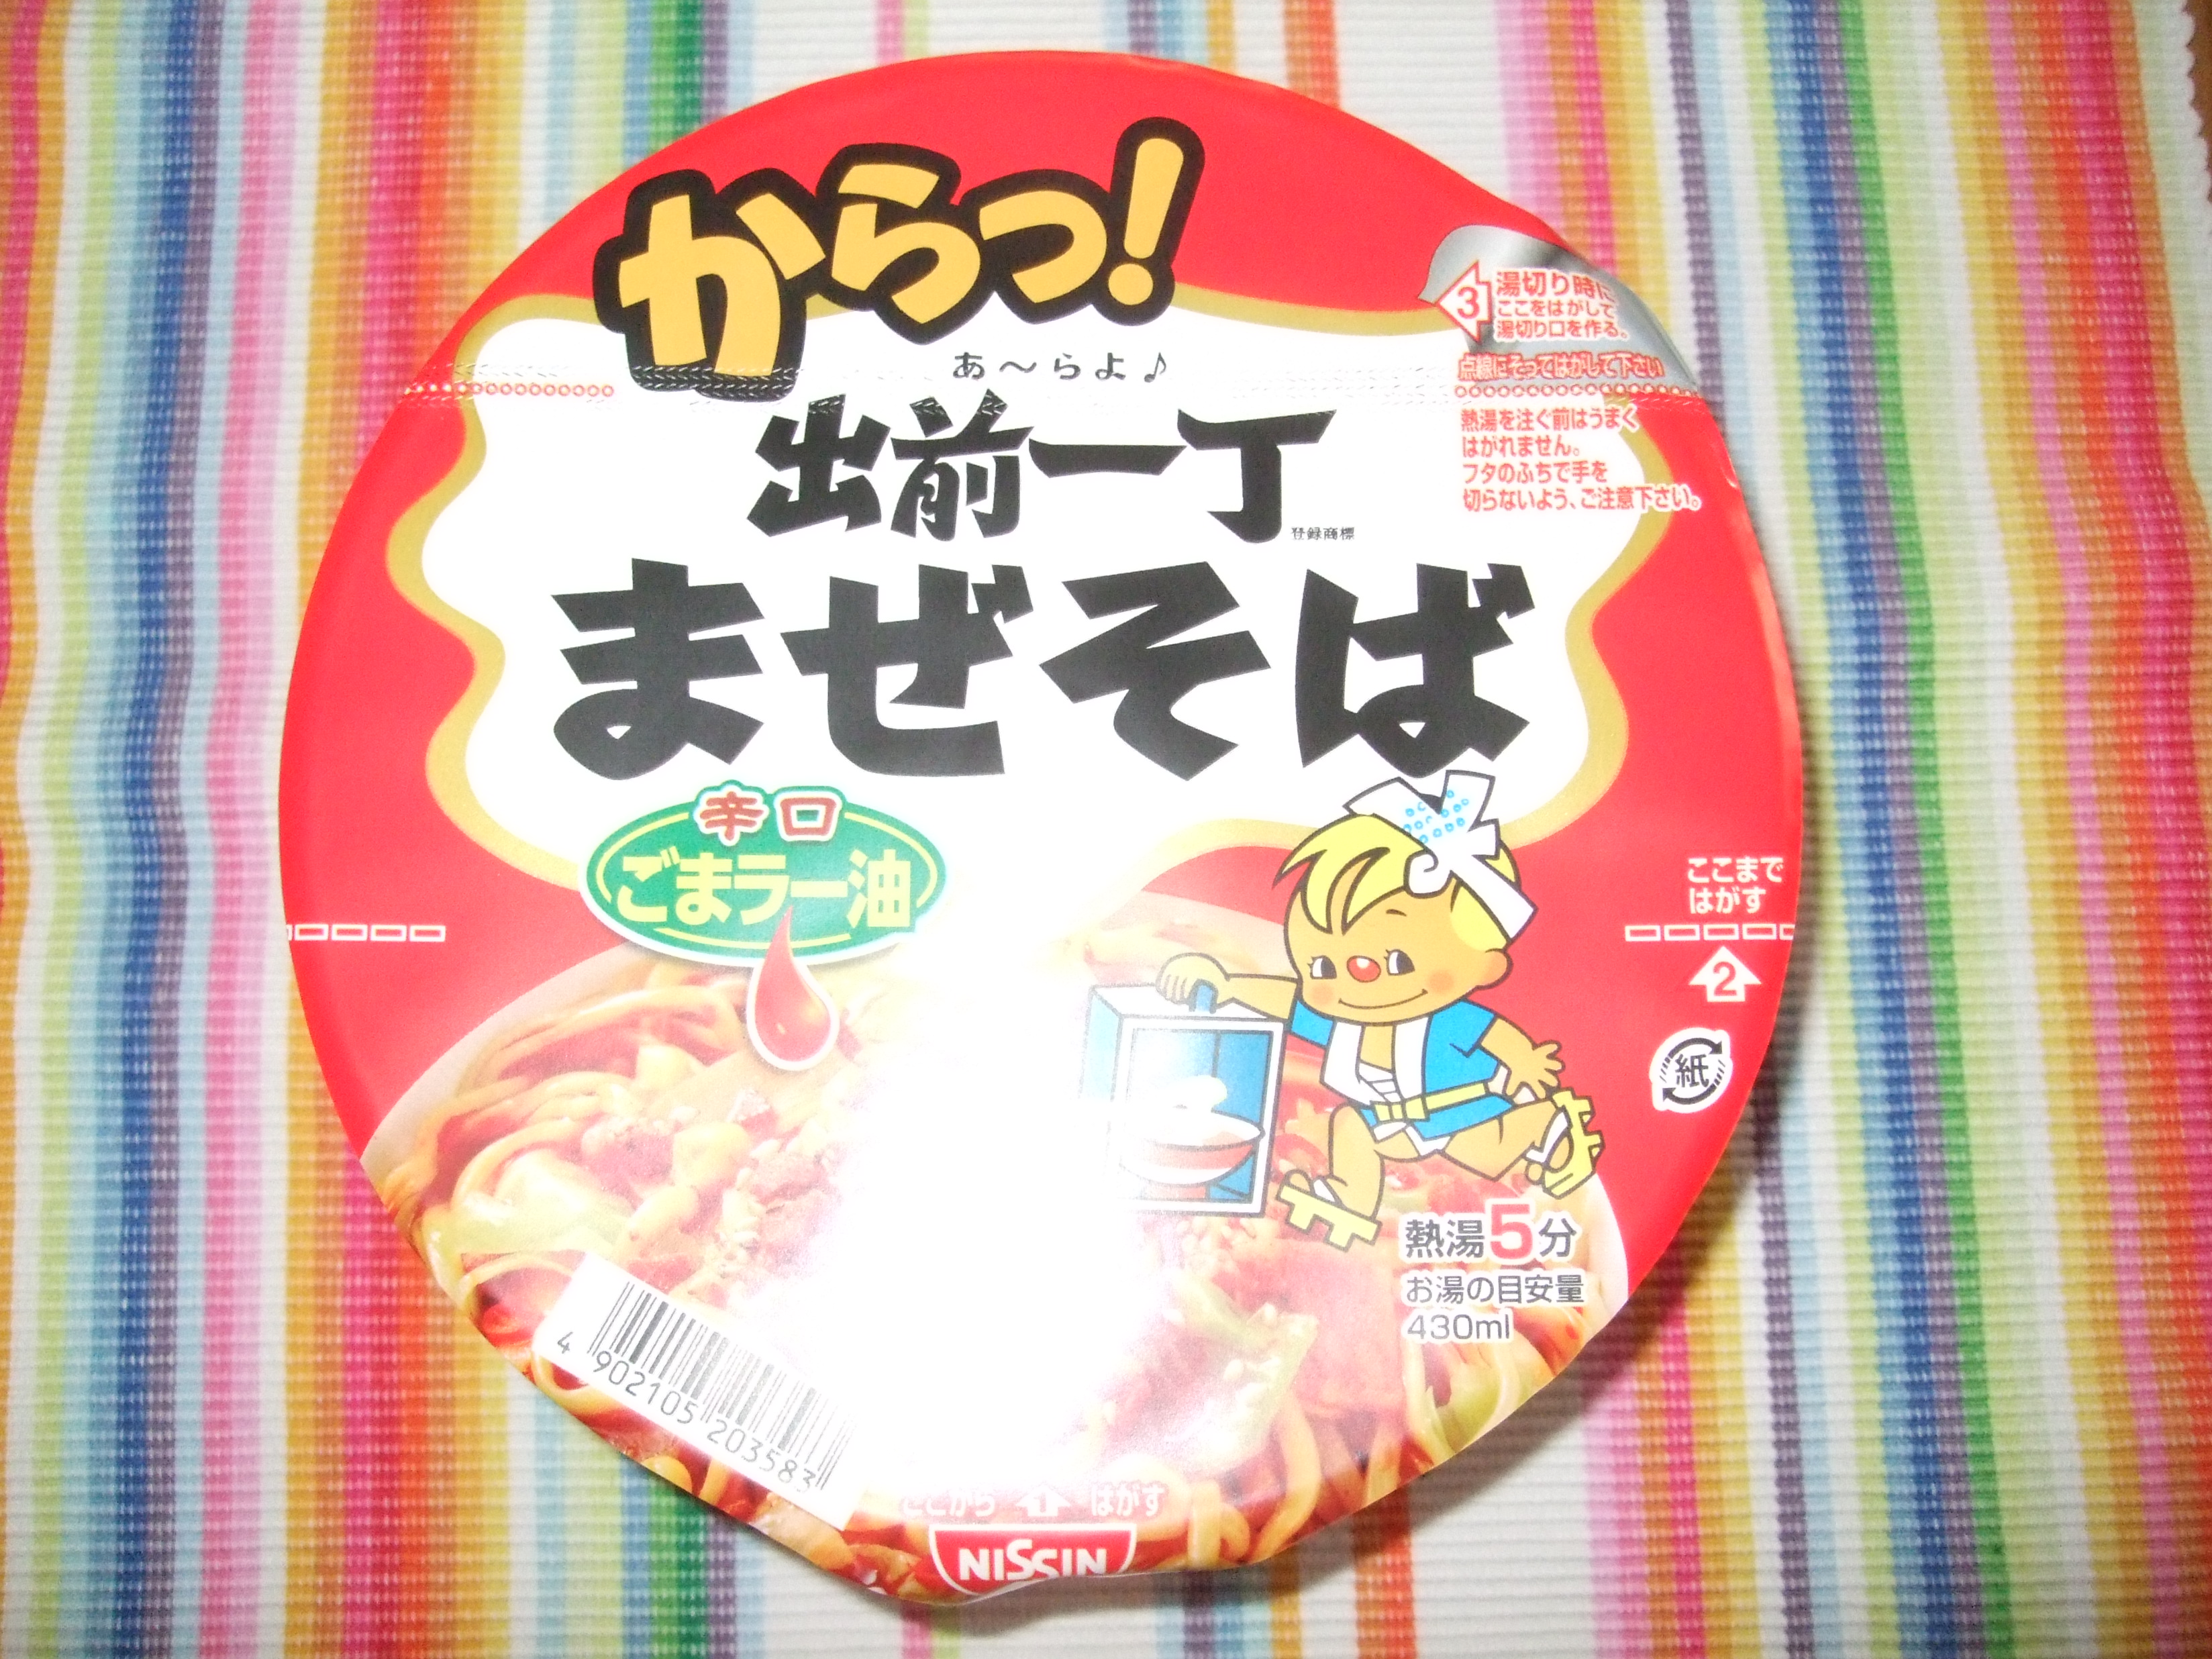 からっ!
あ〜らよ♪
出前一丁
登録商標
まぜそば
辛口
ごまラー油
3 湯切り時に
ここをはがして
湯切り口を作る。
点線にそってはがして下さい
熱湯を注ぐ前はうまく
はがれません。
フタのふちで手を
切らないよう、ご注意下さい。
ここまで
はがす
2
紙
熱湯5分
お湯の目安量
430ml
4 902105 203583
ここから 1 はがす
NISSIN